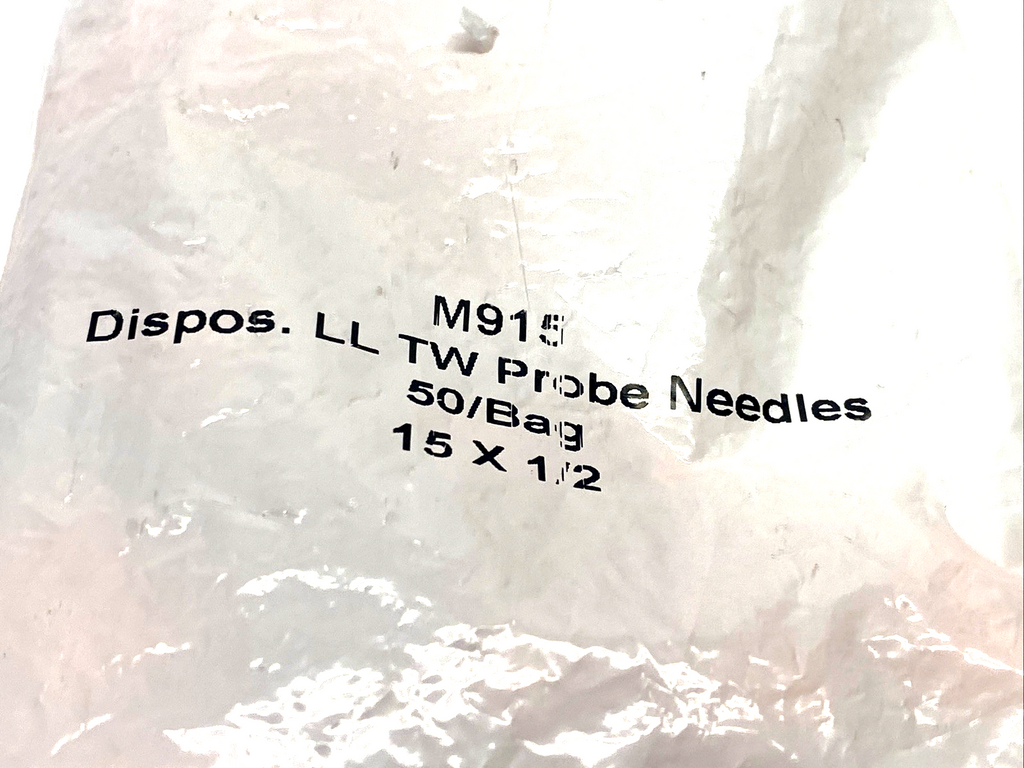 M915
Dispos. LL TW Probe Needles
50/Bag
15 X 1/2